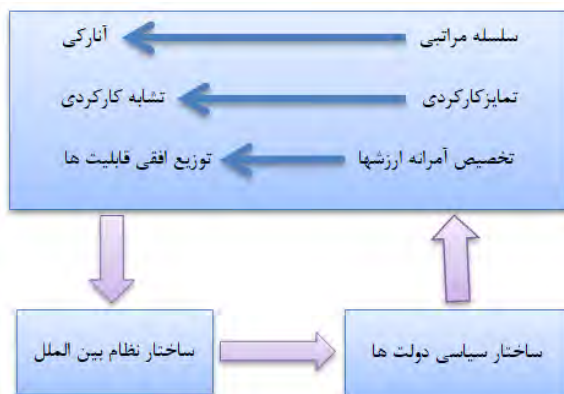 سلسله مراتبی
آنارکی
تمایزکارکردی
تشابه کارکردی
تخصیص آمرانه ارزشها
توزیع افقی قابلیت ها
ساختار سیاسی دولت ها
ساختار نظام بین الملل